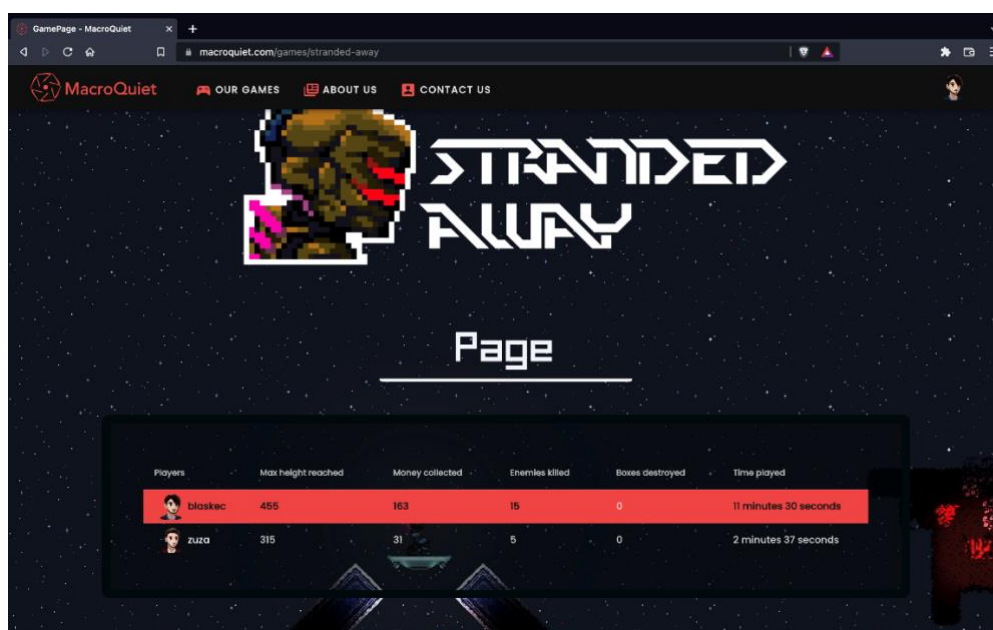 GamePage - MacroQuiet
macroquiet.com/games/stranded-away
MacroQuiet OUR GAMES ABOUT US CONTACT US
STRANDED
AWAY
Page
Players Max height reached Money collected Enemies killed Boxes destroyed Time played
blaskec 455 163 15 0 11 minutes 30 seconds
zuza 315 31 5 0 2 minutes 37 seconds